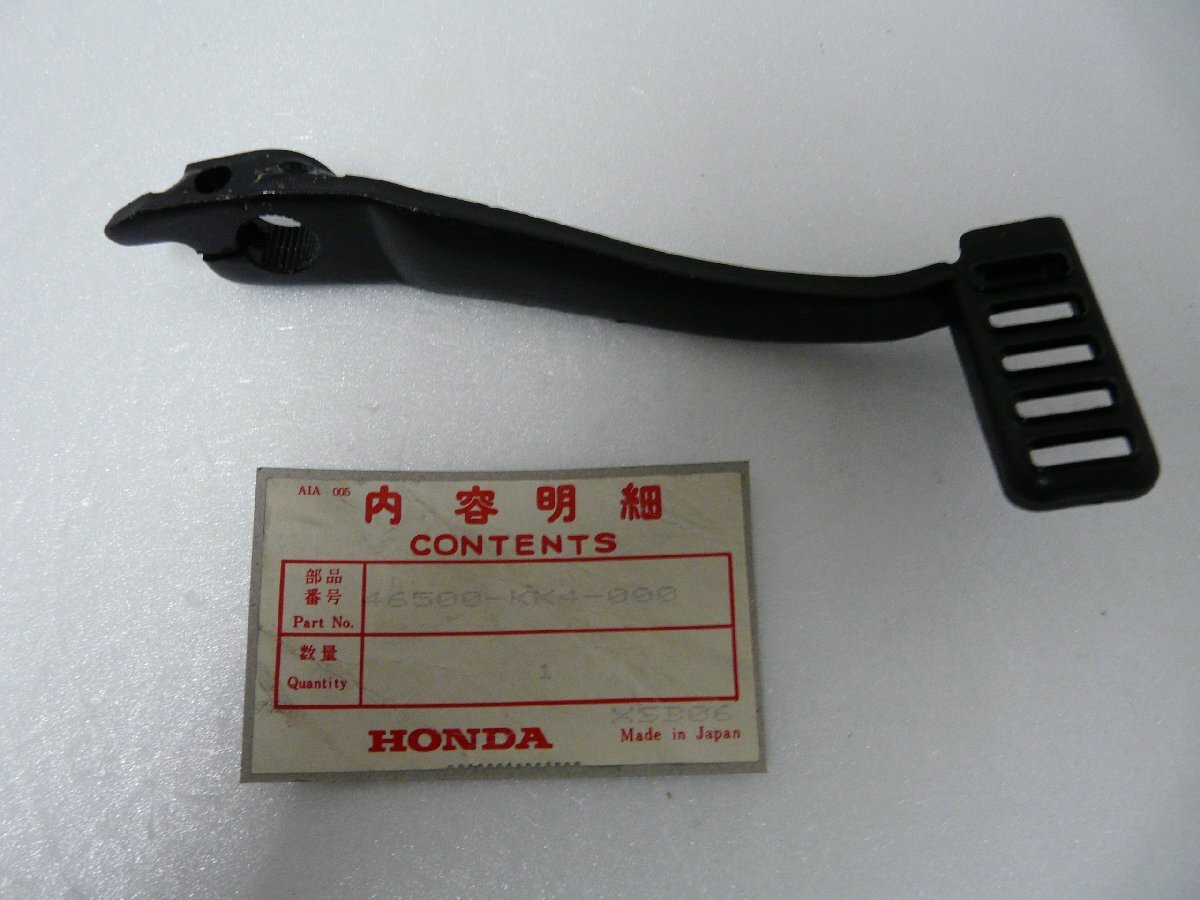 AIA 005
内容明細
CONTENTS
部品
番号
Part No.
46500-KK4-000
数量
Quantity
1
XSB06
HONDA
Made in Japan